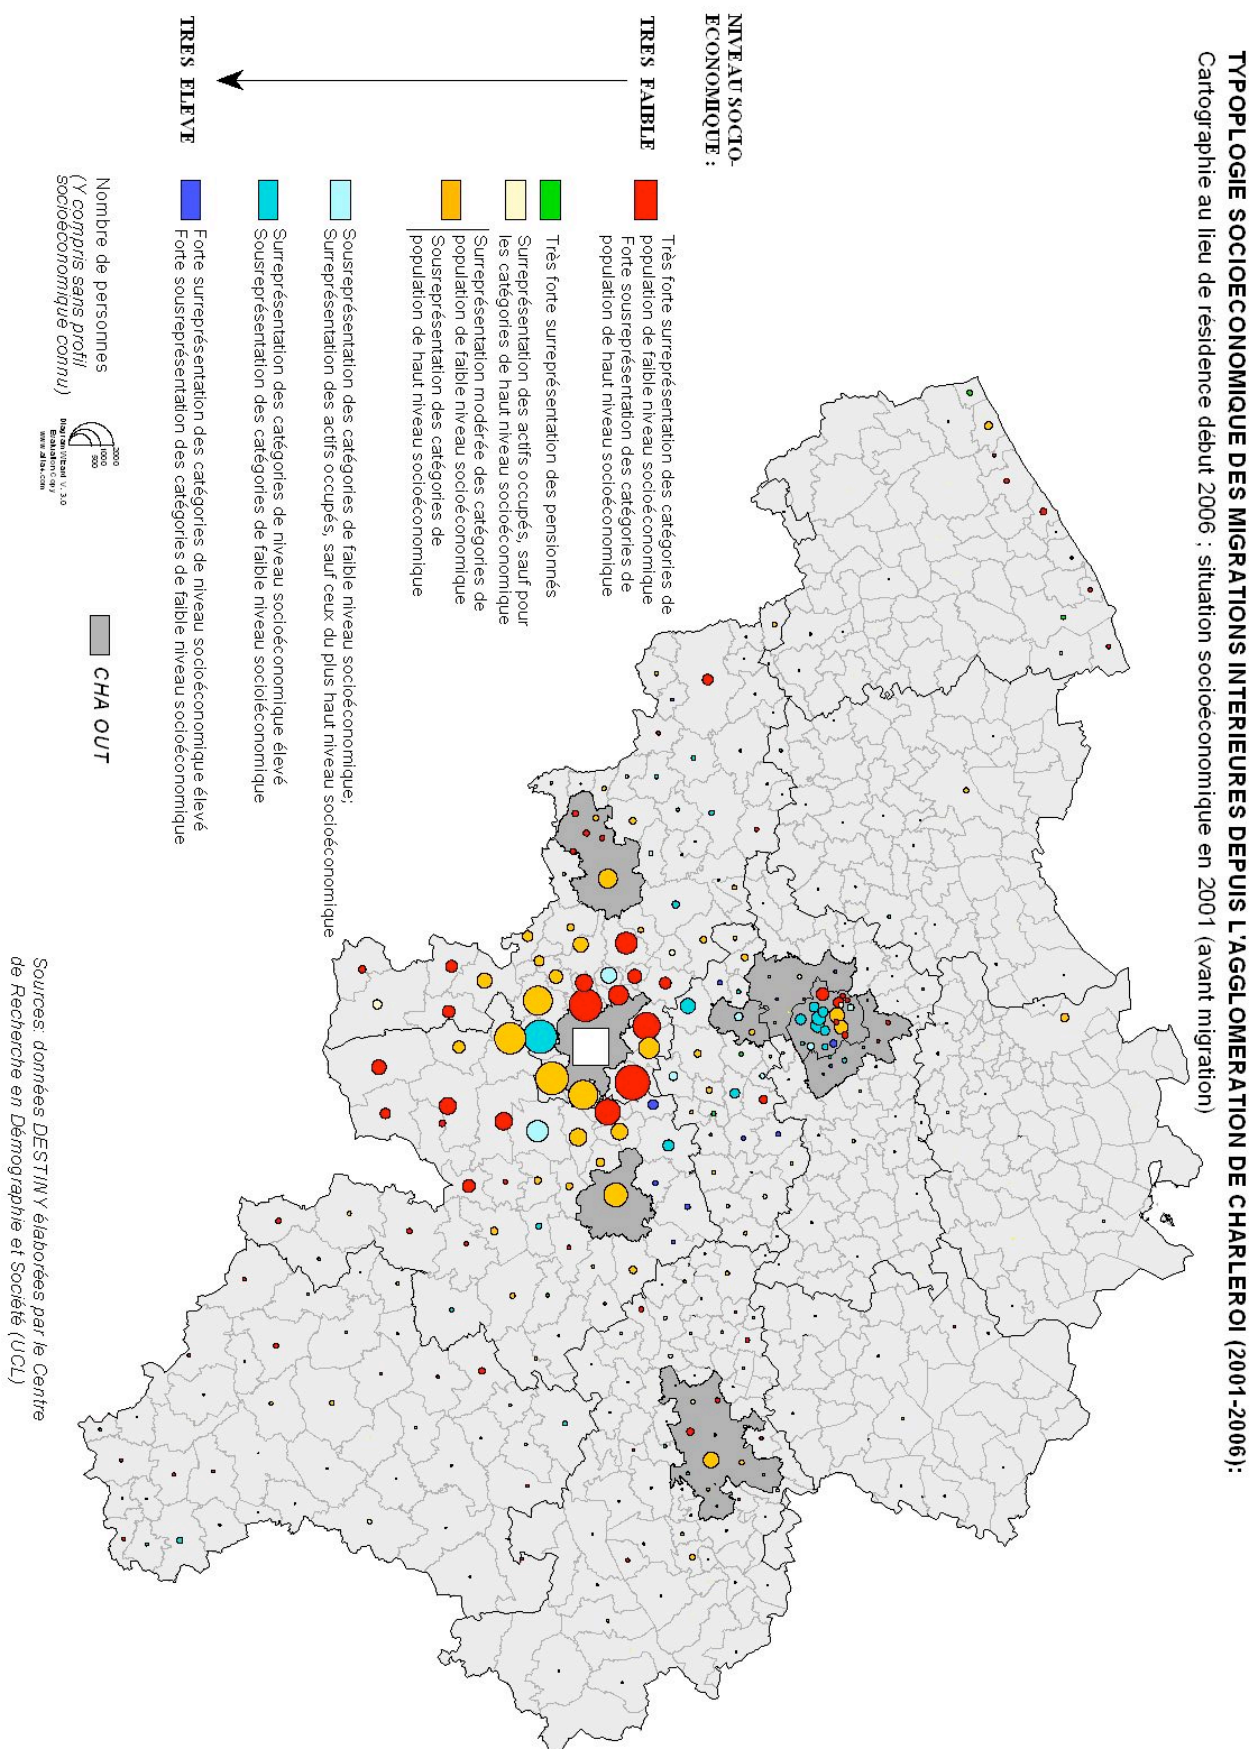 TYPOPLOGIE SOCIOECONOMIQUE DES MIGRATIONS INTERIEURES DEPUIS L'AGGLOMERATION DE CHARLEROI (2001-2006):
Cartographie au lieu de résidence début 2006 ; situation socioéconomique en 2001 (avant migration)
NIVEAU SOCIO-
ECONOMIQUE :
TRES FAIBLE
Très forte surreprésentation des catégories de
population de faible niveau socioéconomique
Forte sousreprésentation des catégories de
population de haut niveau socioéconomique
Très forte surreprésentation des pensionnés
Surreprésentation des actifs occupés, sauf pour
les catégories de haut niveau socioéconomique
Surreprésentation modérée des catégories de
population de faible niveau socioéconomique
Sousreprésentation des catégories de
population de haut niveau socioéconomique
Sousreprésentation des catégories de faible niveau socioéconomique;
Surreprésentation des actifs occupés, sauf ceux du plus haut niveau socioéconomique
Surreprésentation des catégories de niveau socioéconomique élevé
Sousreprésentation des catégories de faible niveau socioiéconomique
TRES ELEVE
Forte surreprésentation des catégories de niveau socioéconomique élevé
Forte sousreprésentation des catégories de faible niveau socioéconomique
Nombre de personnes
(Y compris sans profil
socioéconomique connu)
2000
1000
500
Diagram Wizard V. 3.0
Evaluation Copy
CHA OUT
Sources: données DESTINY élaborées par le Centre
de Recherche en Démographie et Société (UCL)